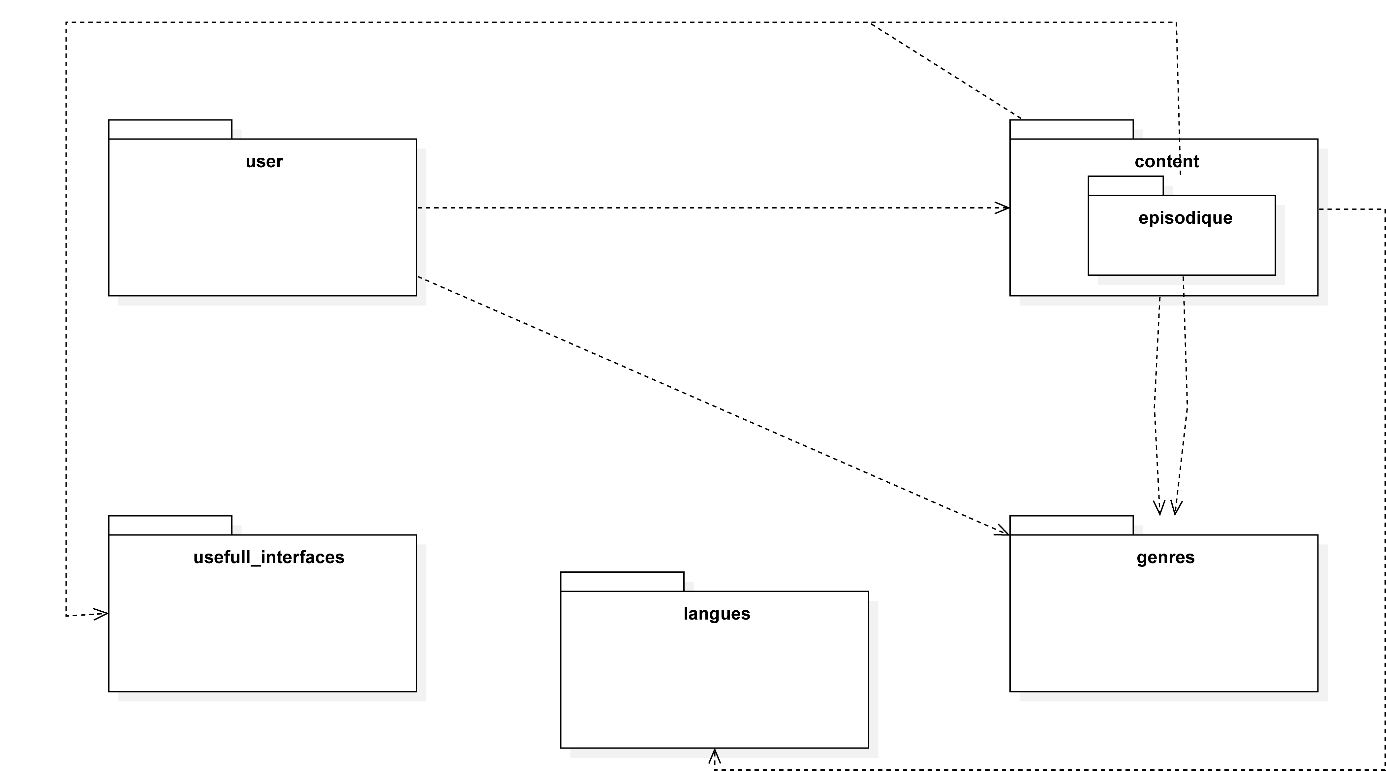 user
content
episodique
usefull_interfaces
genres
langues